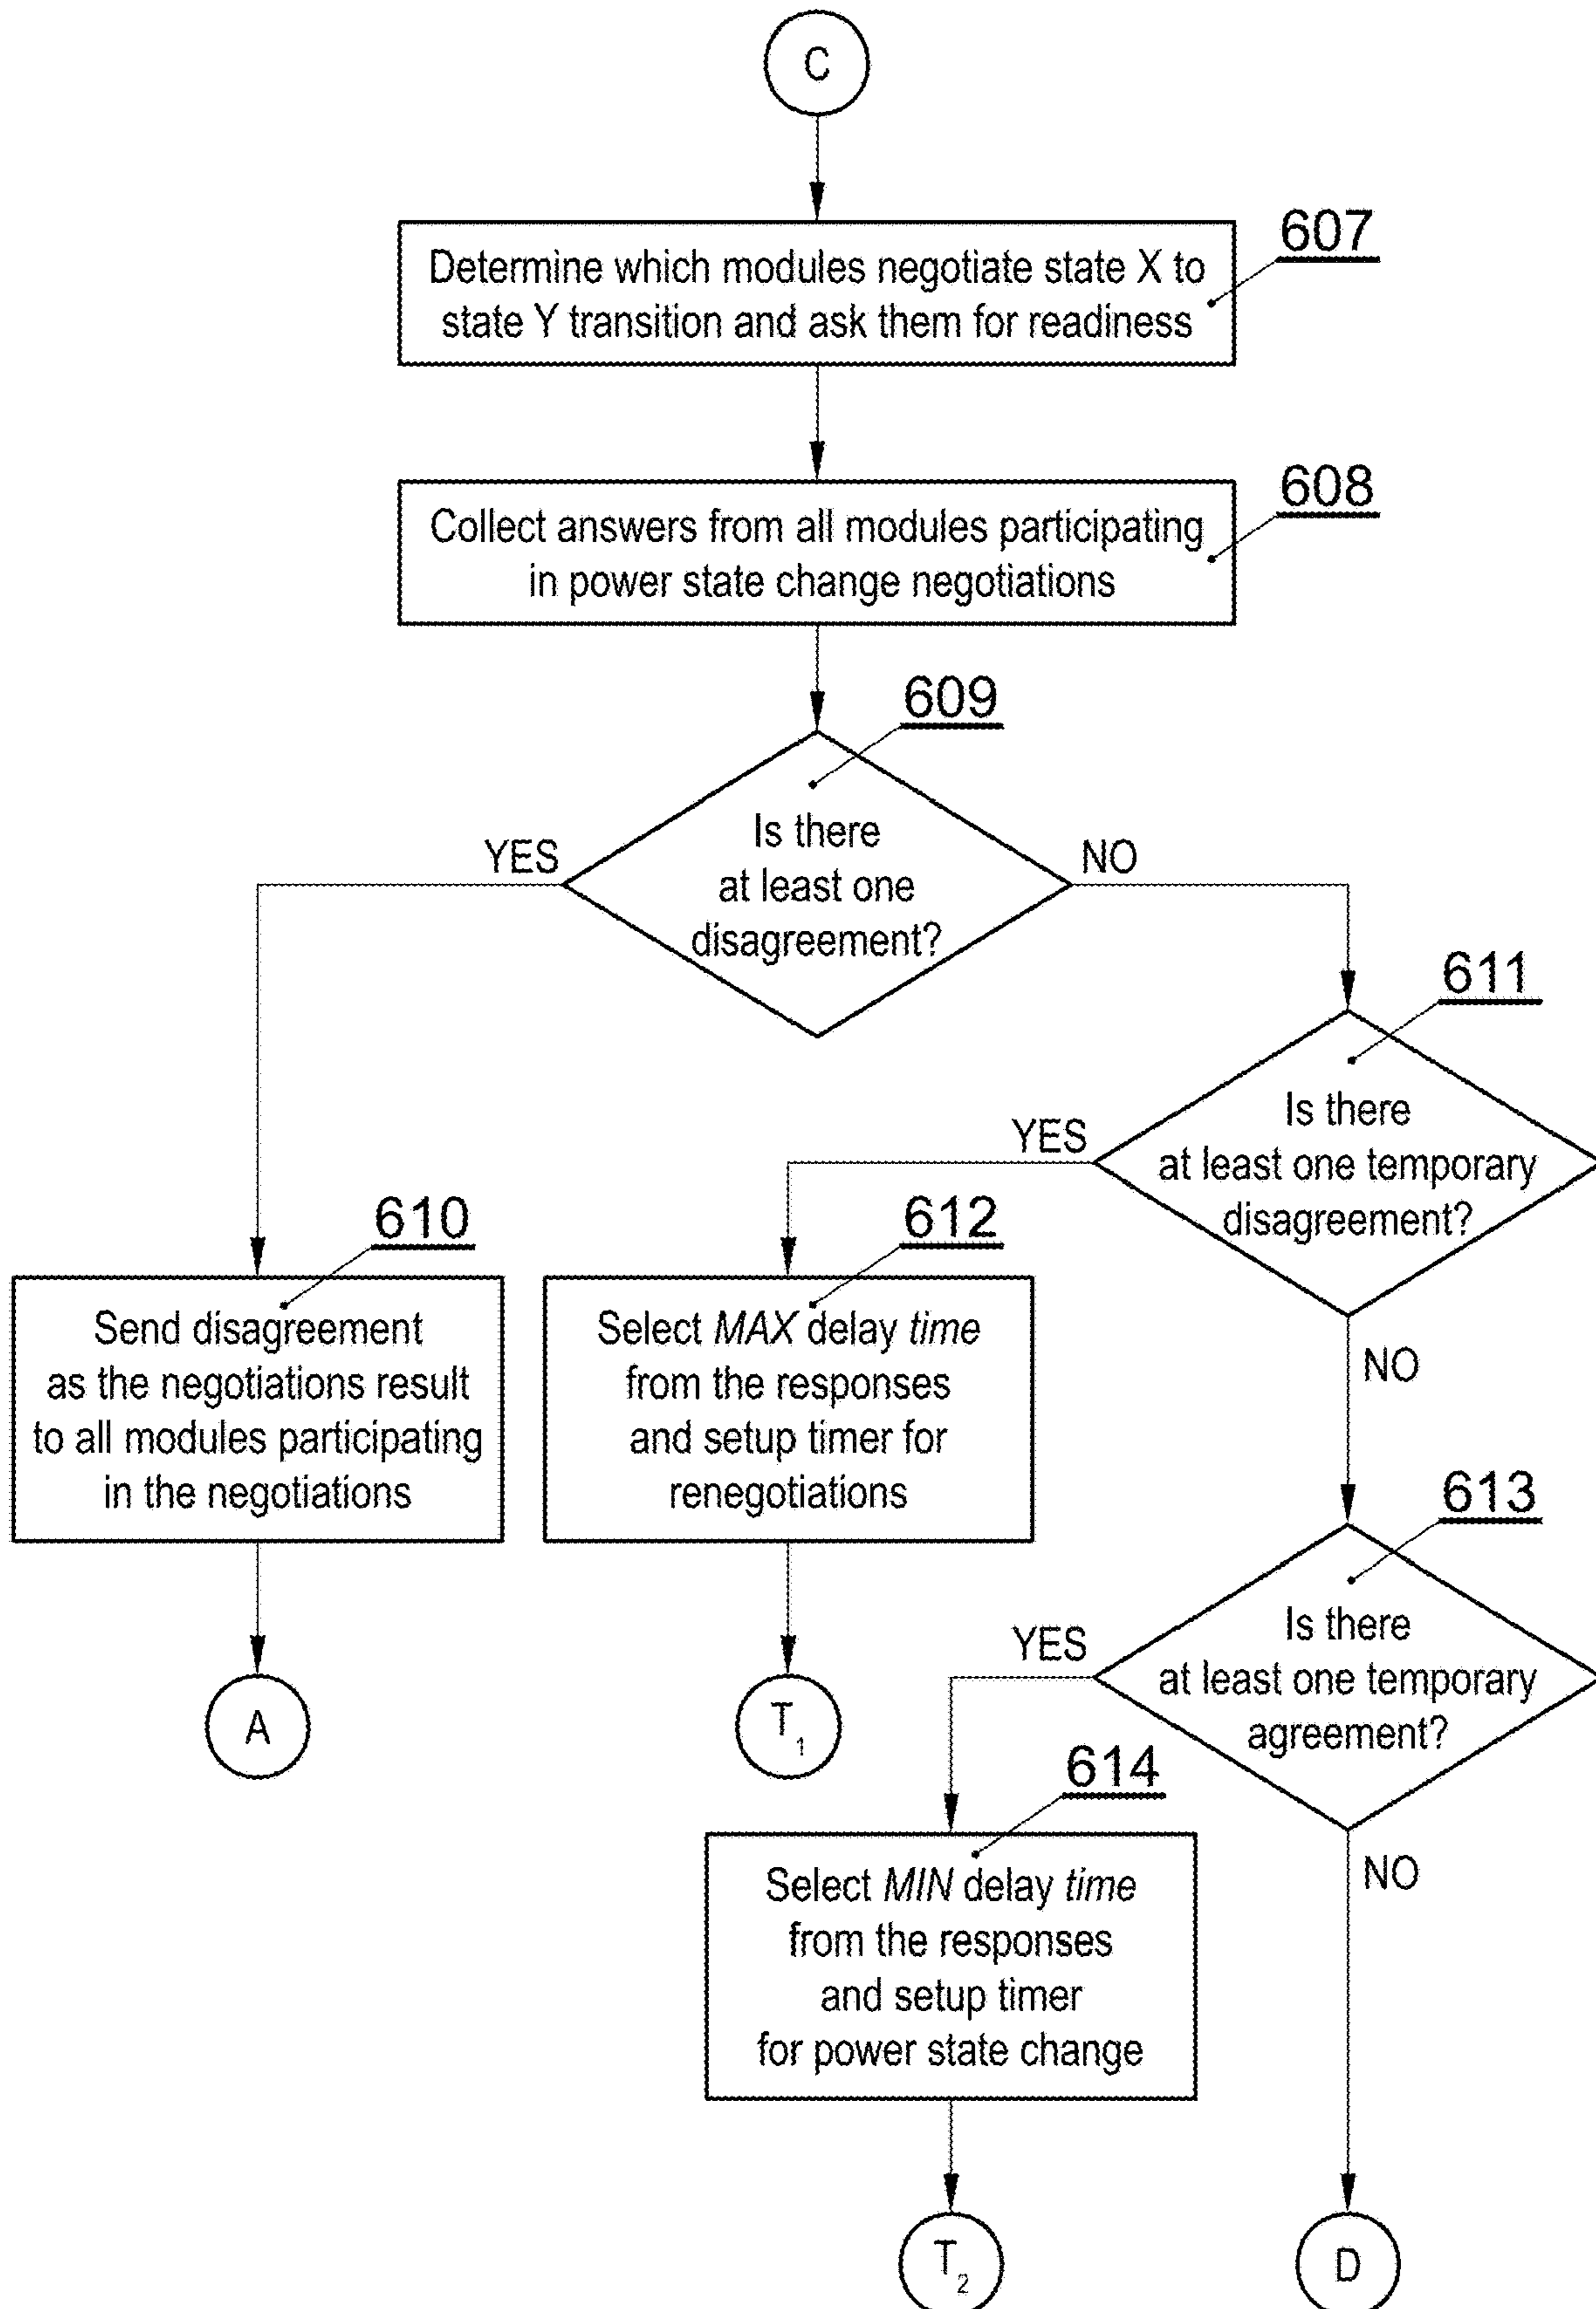 C
607
Determine which modules negotiate state X to
state Y transition and ask them for readiness
608
Collect answers from all modules participating
in power state change negotiations
609
Is there
at least one
disagreement?
YES
NO
611
Is there
at least one temporary
disagreement?
YES
NO
610
Send disagreement
as the negotiations result
to all modules participating
in the negotiations
A
612
Select MAX delay time
from the responses
and setup timer for
renegotiations
T1
613
Is there
at least one temporary
agreement?
YES
NO
614
Select MIN delay time
from the responses
and setup timer
for power state change
T2
D